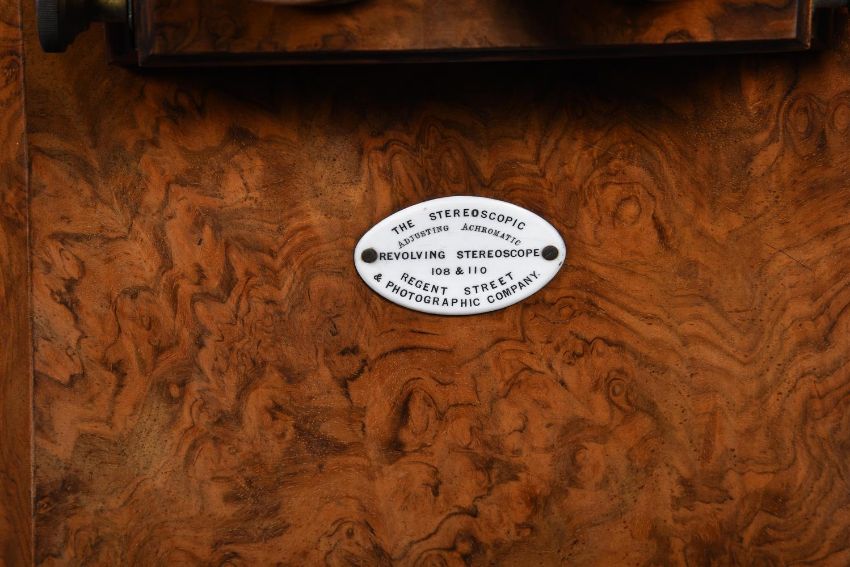 THE STEREOSCOPIC
ADJUSTING ACHROMATIC
REVOLVING STEREOSCOPE
108 & 110
REGENT STREET
& PHOTOGRAPHIC COMPANY.